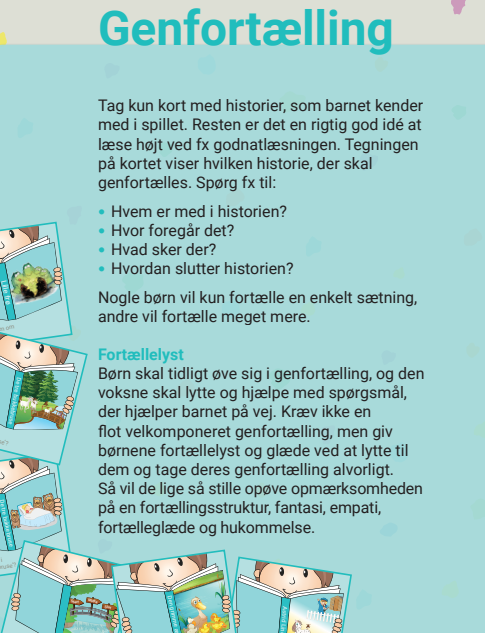 Genfortælling
Tag kun kort med historier, som barnet kender
med i spillet. Resten er det en rigtig god idé at
læse højt ved fx godnatlæsningen. Tegningen
på kortet viser hvilken historie, der skal
genfortælles. Spørg fx til:
• Hvem er med i historien?
• Hvor foregår det?
• Hvad sker der?
• Hvordan slutter historien?
Nogle børn vil kun fortælle en enkelt sætning,
andre vil fortælle meget mere.
Fortællelyst
Børn skal tidligt øve sig i genfortælling, og den
voksne skal lytte og hjælpe med spørgsmål,
der hjælper barnet på vej. Kræv ikke en
flot velkomponeret genfortælling, men giv
børnene fortællelyst og glæde ved at lytte til
dem og tage deres genfortælling alvorligt.
Så vil de lige så stille opøve opmærksomheden
på en fortællingsstruktur, fantasi, empati,
fortælleglæde og hukommelse.